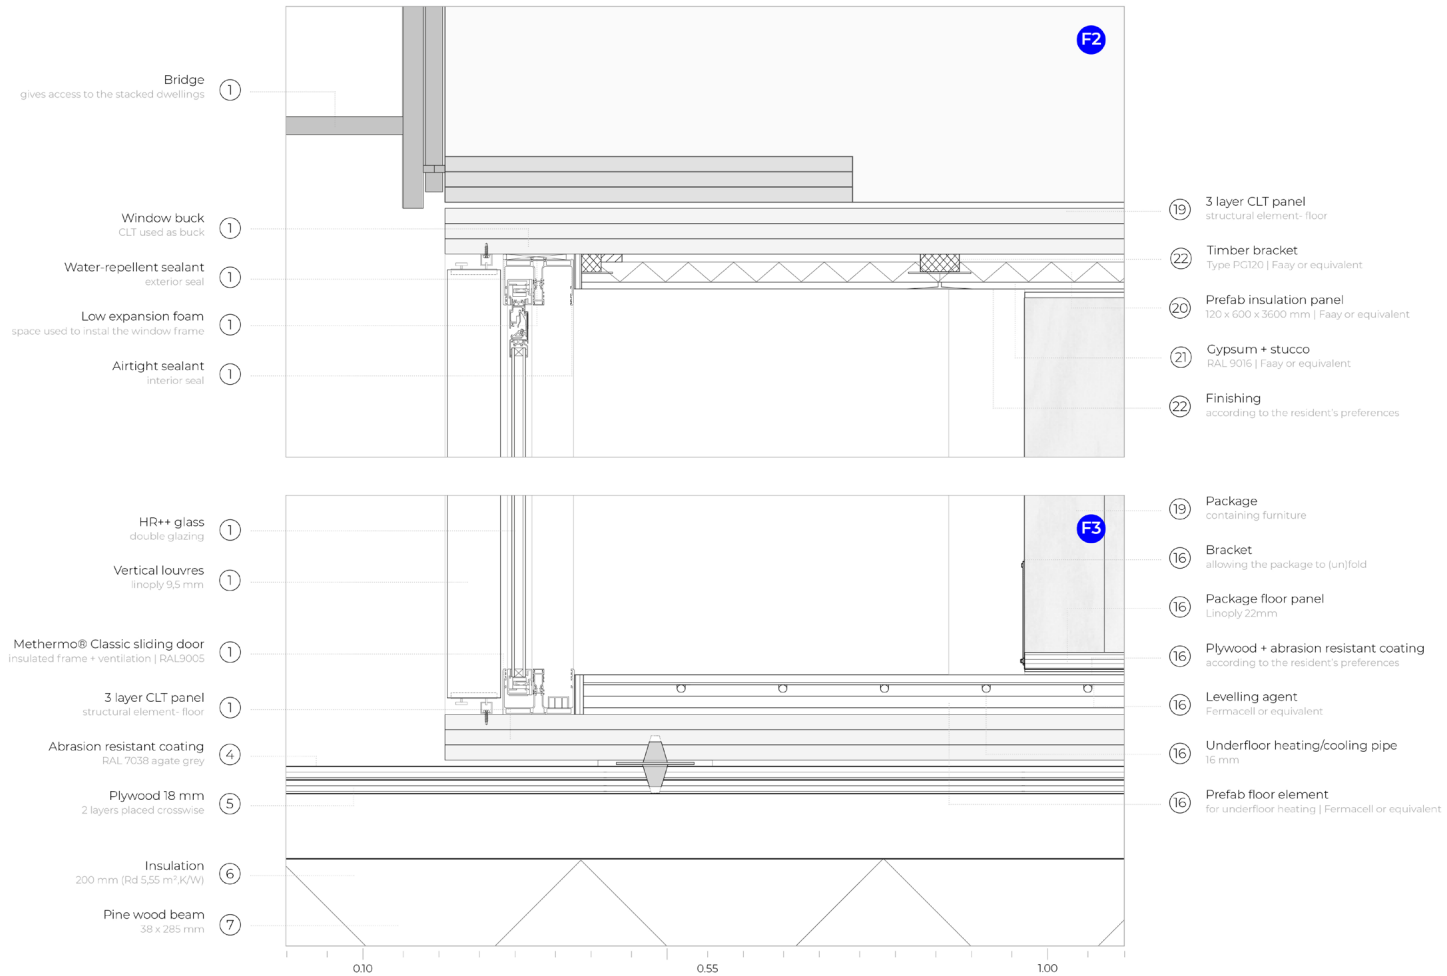 F2
Bridge
gives access to the stacked dwellings
1
Window buck
CLT used as buck
1
Water-repellent sealant
exterior seal
1
Low expansion foam
space used to instal the window frame
1
Airtight sealant
interior seal
1
19
3 layer CLT panel
structural element- floor
22
Timber bracket
Type PG120 | Faay or equivalent
20
Prefab insulation panel
120 x 600 x 3600 mm | Faay or equivalent
21
Gypsum + stucco
RAL 9016 | Faay or equivalent
22
Finishing
according to the resident's preferences
F3
HR++ glass
double glazing
1
Vertical louvres
linoply 9,5 mm
1
Methermo® Classic sliding door
insulated frame + ventilation | RAL9005
1
3 layer CLT panel
structural element- floor
1
Abrasion resistant coating
RAL 7038 agate grey
4
Plywood 18 mm
2 layers placed crosswise
5
Insulation
200 mm (Rd 5,55 m².K/W)
6
Pine wood beam
38 x 285 mm
7
19
Package
containing furniture
16
Bracket
allowing the package to (un)fold
16
Package floor panel
Linoply 22mm
16
Plywood + abrasion resistant coating
according to the resident's preferences
16
Levelling agent
Fermacell or equivalent
16
Underfloor heating/cooling pipe
16 mm
16
Prefab floor element
for underfloor heating | Fermacell or equivalent
0.10
0.55
1.00